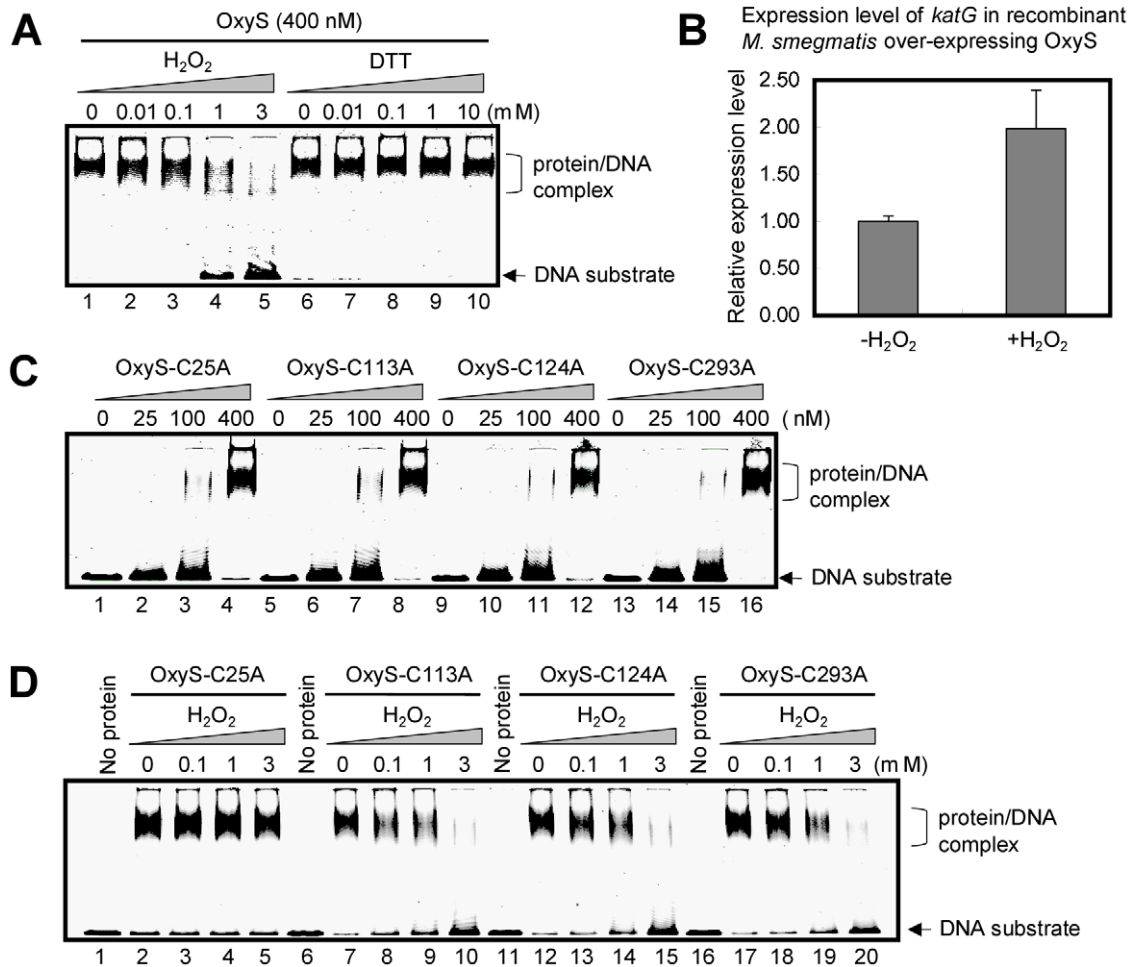 A
OxyS (400 nM)
H2O2 DTT
0 0.01 0.1 1 3 0 0.01 0.1 1 10 (mM)
protein/DNA
complex
DNA substrate
1 2 3 4 5 6 7 8 9 10
B
Expression level of katG in recombinant
M. smegmatis over-expressing OxyS
Relative expression level
2.50
2.00
1.50
1.00
0.50
0.00
-H2O2 +H2O2
C
OxyS-C25A OxyS-C113A OxyS-C124A OxyS-C293A
0 25 100 400 0 25 100 400 0 25 100 400 0 25 100 400 (nM)
protein/DNA
complex
DNA substrate
1 2 3 4 5 6 7 8 9 10 11 12 13 14 15 16
D
No protein OxyS-C25A No protein OxyS-C113A No protein OxyS-C124A No protein OxyS-C293A
H2O2 H2O2 H2O2 H2O2
0 0.1 1 3 0 0.1 1 3 0 0.1 1 3 0 0.1 1 3 (mM)
protein/DNA
complex
DNA substrate
1 2 3 4 5 6 7 8 9 10 11 12 13 14 15 16 17 18 19 20